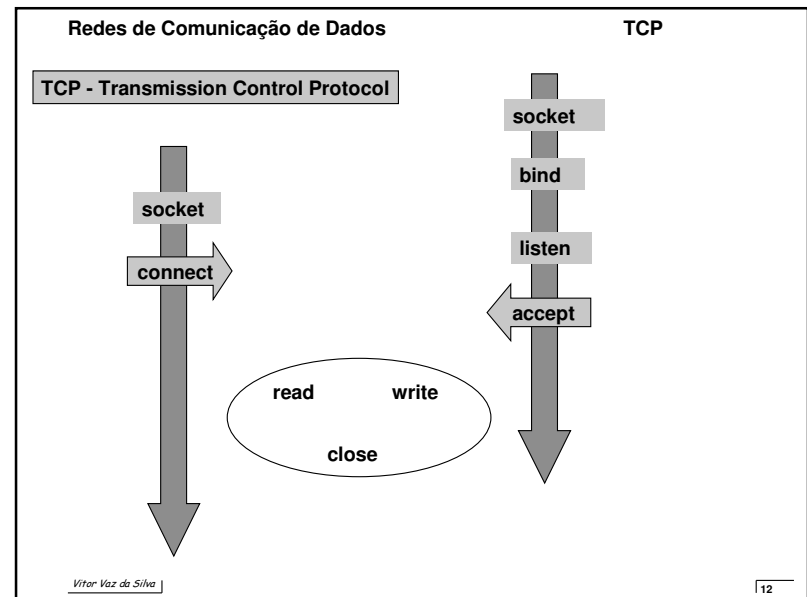 Redes de Comunicação de Dados TCP
TCP - Transmission Control Protocol
socket
connect
socket
bind
listen
accept
read write
close
Vitor Vaz da Silva
12